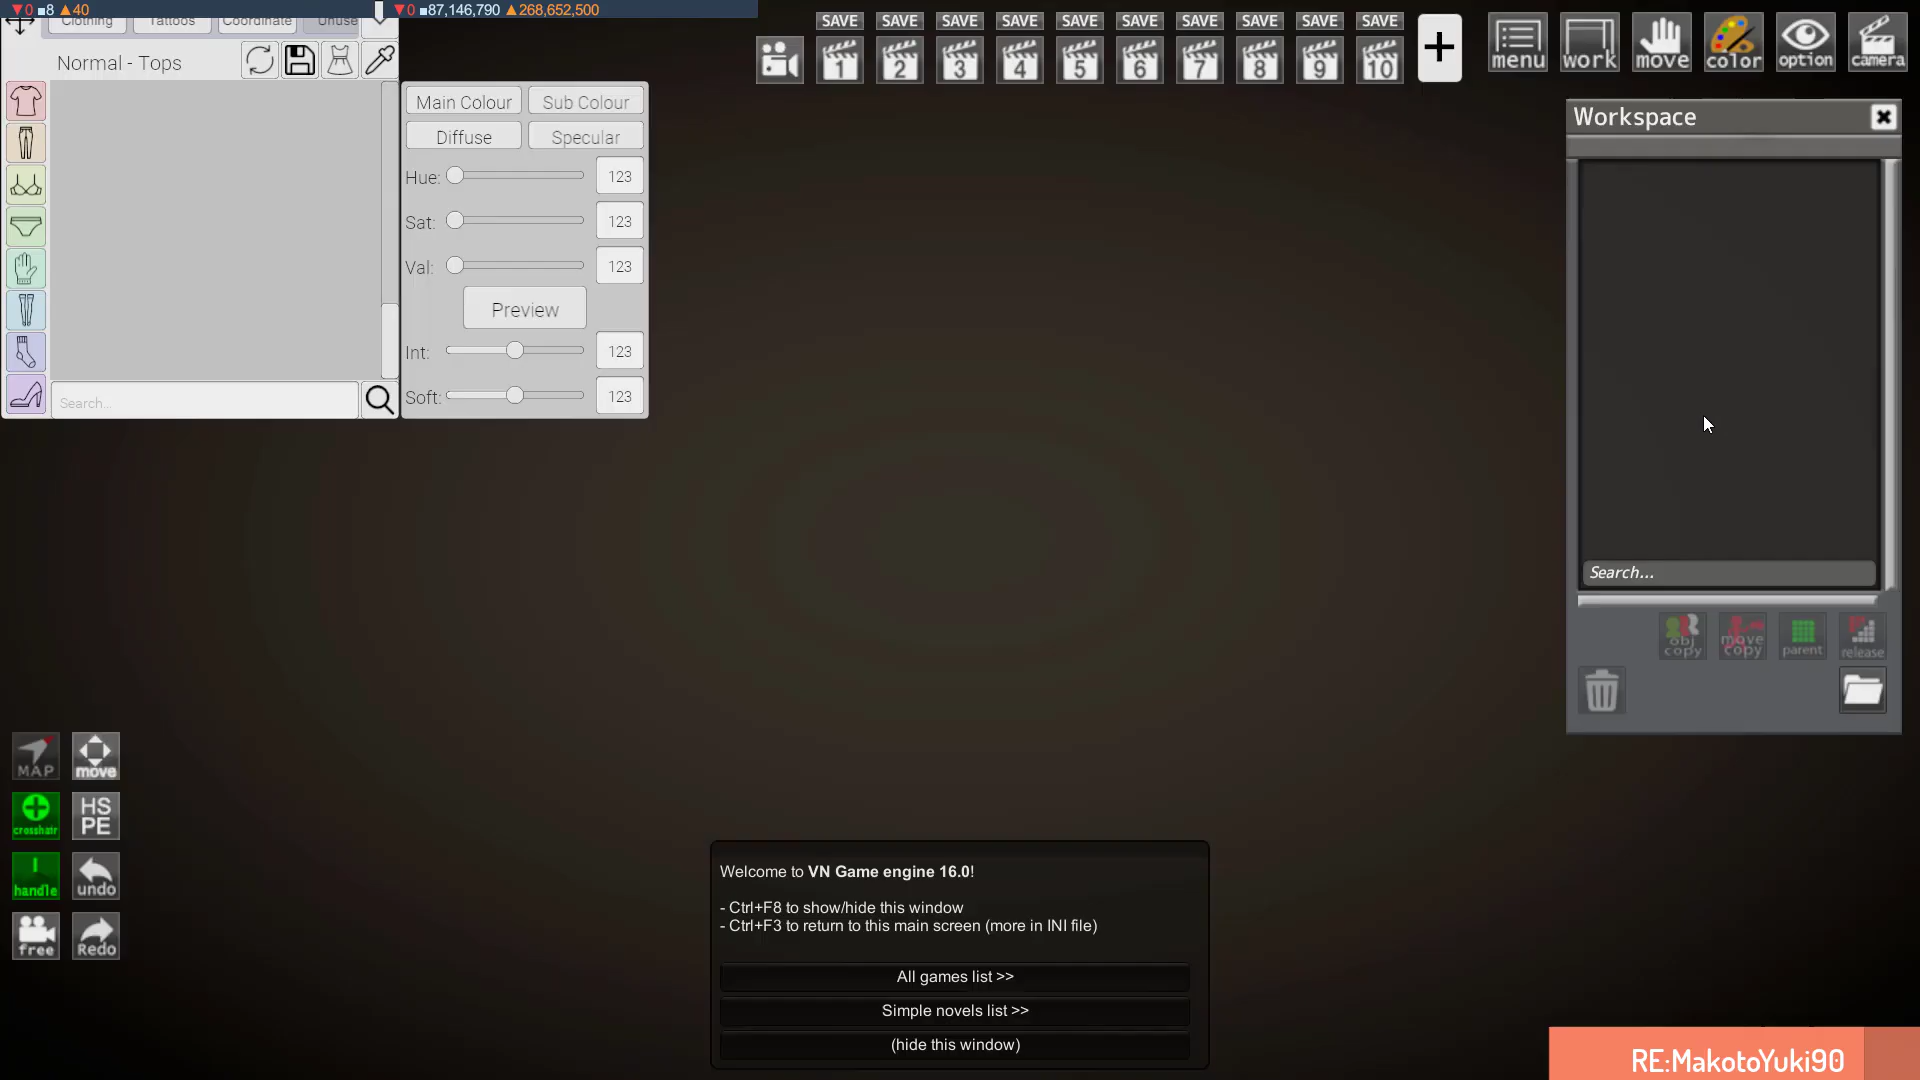 ▼0 ■8 ▲40 ▼0 ■87,146,790 ▲268,652,500
Clothing Tattoos Coordinate Unuse
Normal - Tops
Search...
Main Colour Sub Colour
Diffuse Specular
Hue: 123
Sat: 123
Val: 123
Preview
Int: 123
Soft: 123
SAVE SAVE SAVE SAVE SAVE SAVE SAVE SAVE SAVE SAVE
1 2 3 4 5 6 7 8 9 10 +
menu work move color option camera
Workspace
Search...
obj copy move copy parent release
MAP move
crosshair HS PE
handle undo
free Redo
Welcome to VN Game engine 16.0!
- Ctrl+F8 to show/hide this window
- Ctrl+F3 to return to this main screen (more in INI file)
All games list >>
Simple novels list >>
(hide this window)
RE:MakotoYuki90